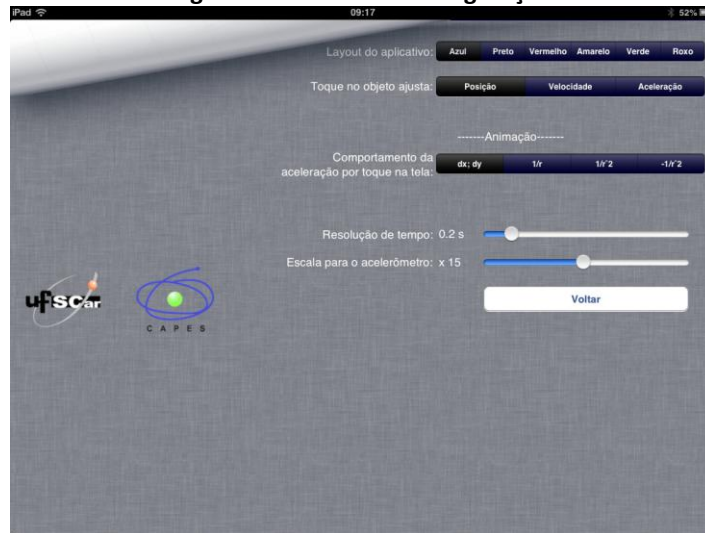 iPad 09:17 52%
Layout do aplicativo: Azul Preto Vermelho Amarelo Verde Roxo
Toque no objeto ajusta: Posição Velocidade Aceleração
-------Animação-------
Comportamento da
aceleração por toque na tela: dx; dy 1/r 1/r^2 -1/r^2
Resolução de tempo: 0.2 s
Escala para o acelerômetro: x 15
Voltar
ufscar
CAPES